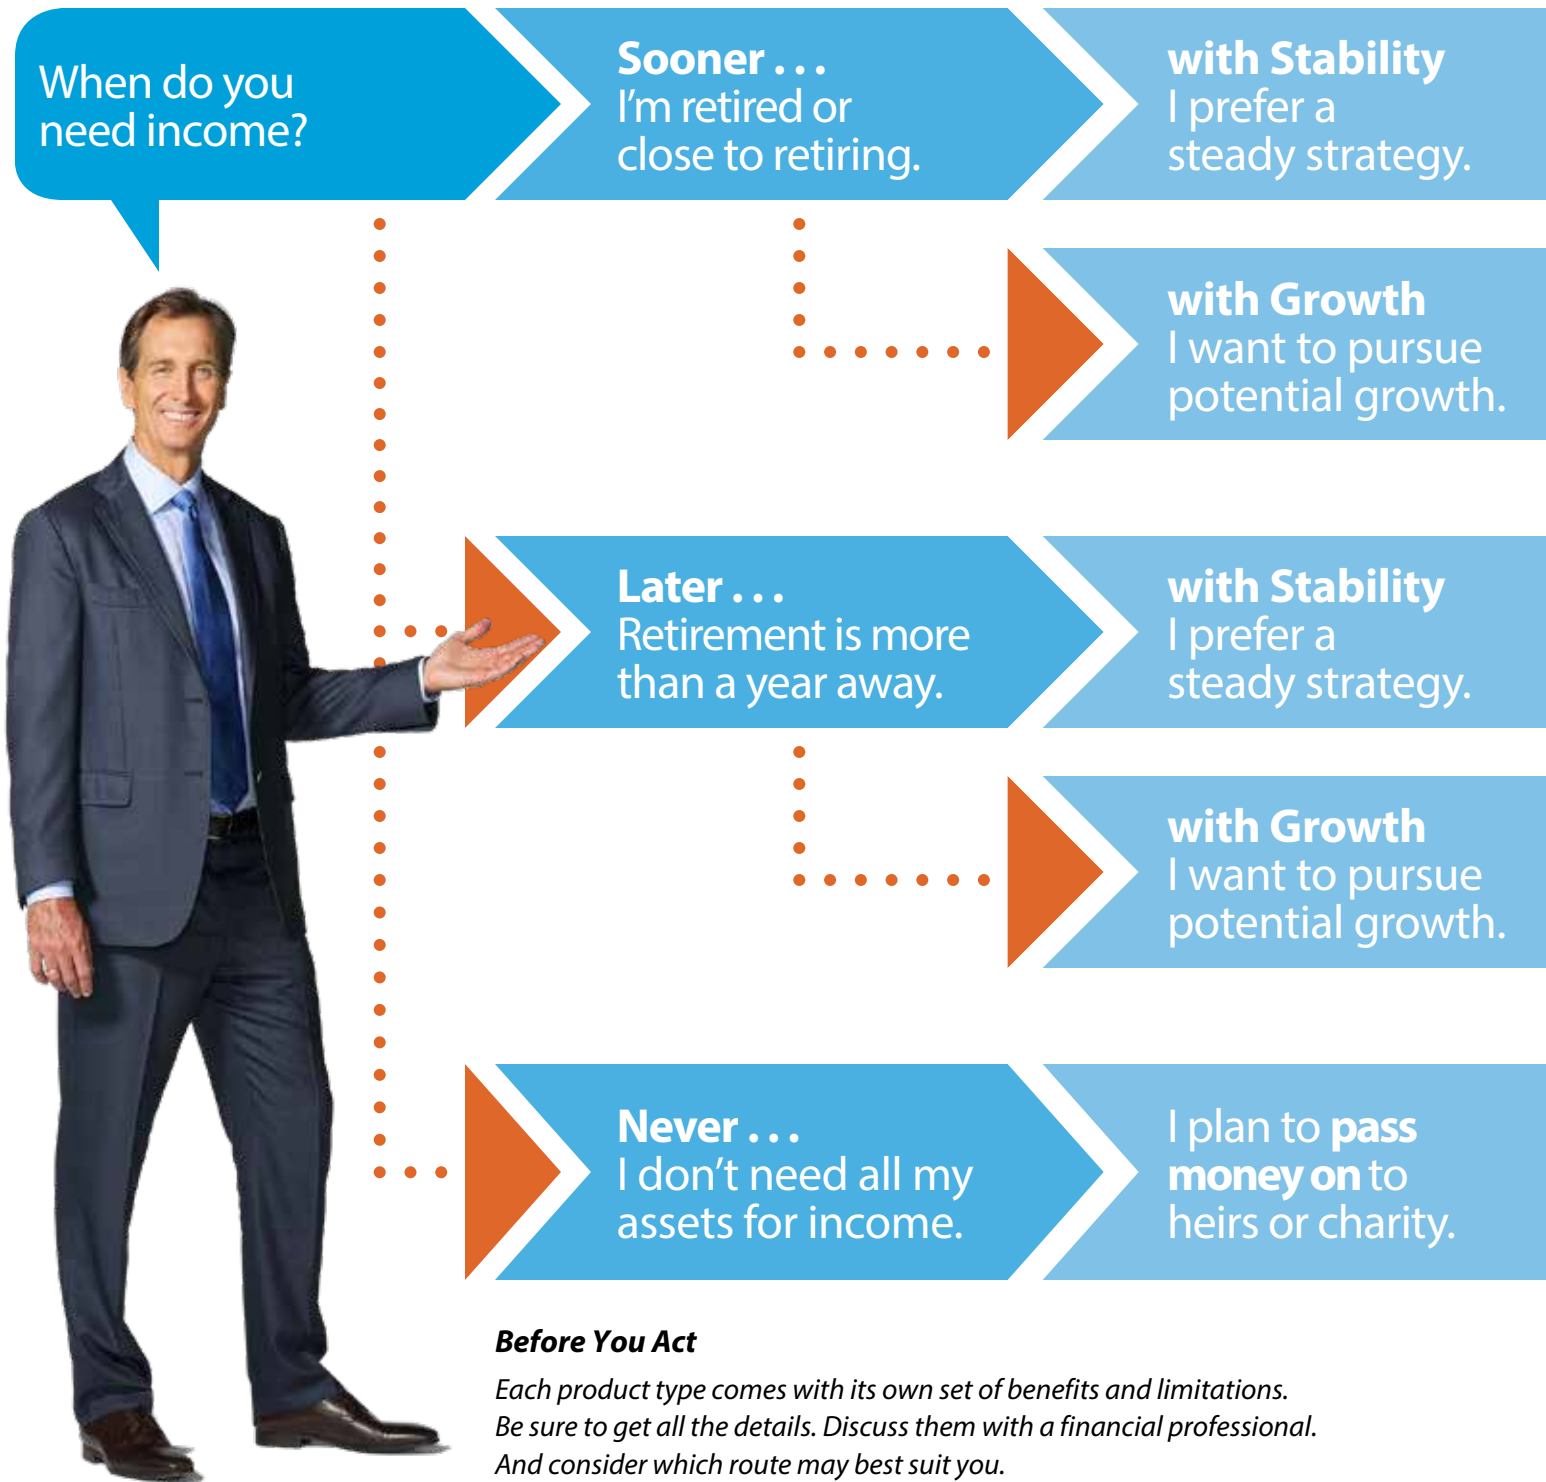 When do you
need income?
Sooner . . .
I'm retired or
close to retiring.
with Stability
I prefer a
steady strategy.
with Growth
I want to pursue
potential growth.
Later . . .
Retirement is more
than a year away.
with Stability
I prefer a
steady strategy.
with Growth
I want to pursue
potential growth.
Never . . .
I don't need all my
assets for income.
I plan to pass
money on to
heirs or charity.
Before You Act
Each product type comes with its own set of benefits and limitations.
Be sure to get all the details. Discuss them with a financial professional.
And consider which route may best suit you.